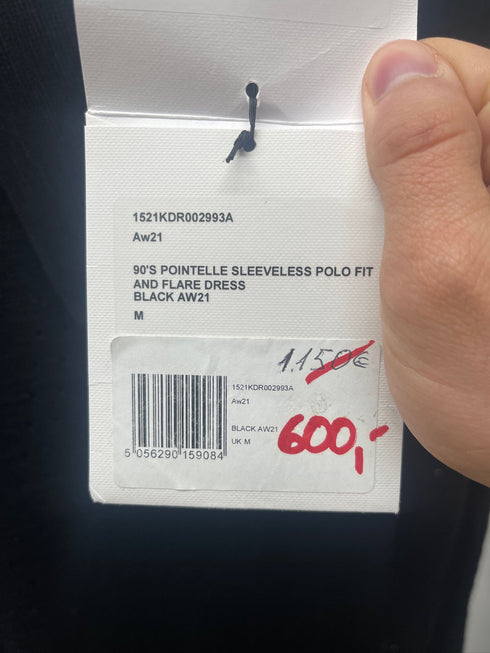 1521KDR002993A
Aw21
90'S POINTELLE SLEEVELESS POLO FIT
AND FLARE DRESS
BLACK AW21
M
1.150€
1521KDR002993A
Aw21
BLACK AW21
UK M
600,-
5 056290 159084